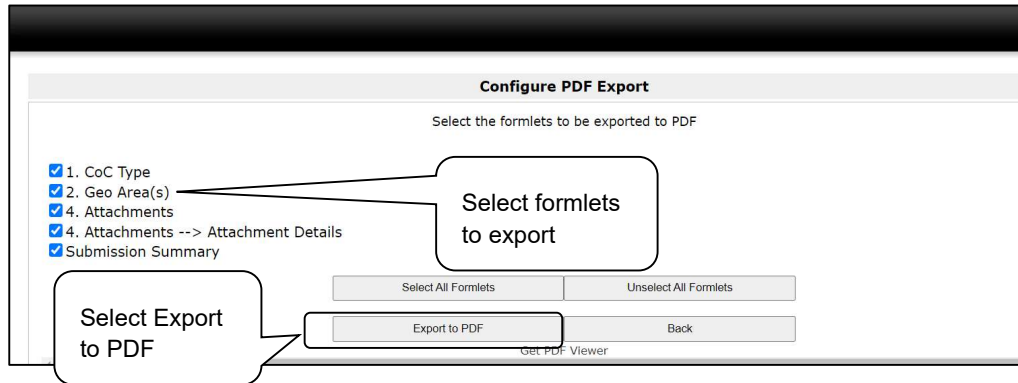 Configure PDF Export
Select the formlets to be exported to PDF
1. CoC Type
2. Geo Area(s)
4. Attachments
4. Attachments --> Attachment Details
Submission Summary
Select formlets
to export
Select All Formlets
Unselect All Formlets
Select Export
to PDF
Export to PDF
Back
Get PDF Viewer